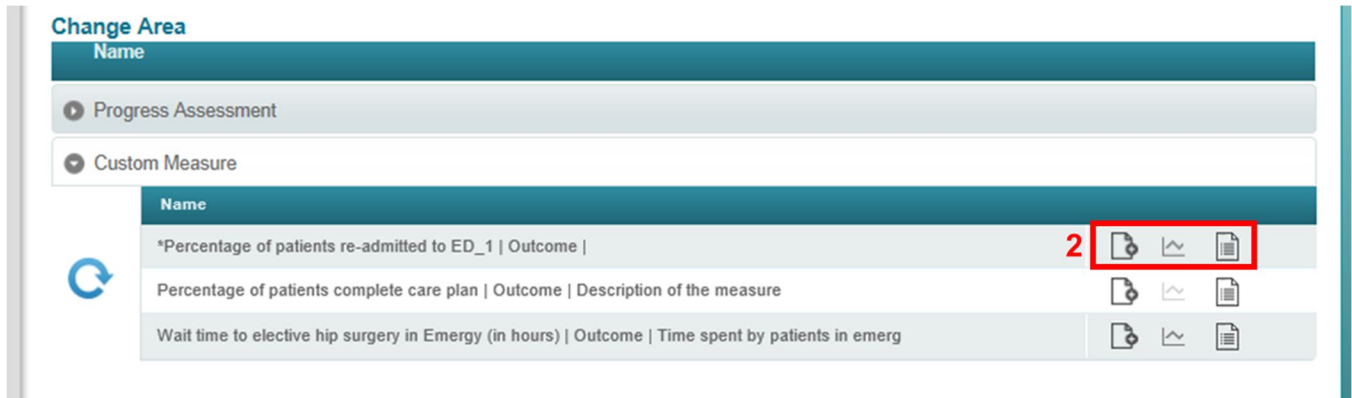 Change Area
Name
Progress Assessment
Custom Measure
Name
*Percentage of patients re-admitted to ED_1 | Outcome |
2
Percentage of patients complete care plan | Outcome | Description of the measure
Wait time to elective hip surgery in Emergy (in hours) | Outcome | Time spent by patients in emerg